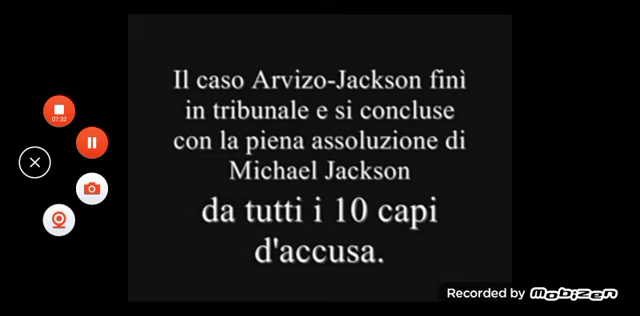 Il caso Arvizo-Jackson finì
in tribunale e si concluse
con la piena assoluzione di
Michael Jackson
da tutti i 10 capi
d'accusa.
07:32
Recorded by Mobizen